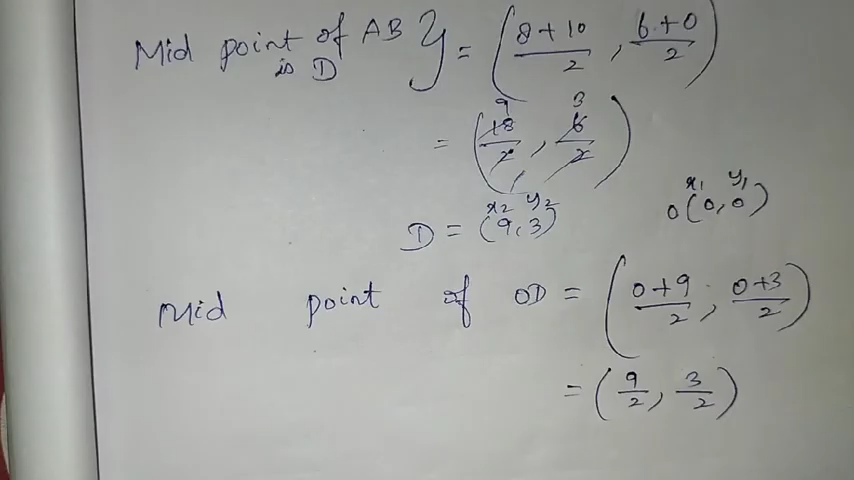 Mid point of AB } = (8+10/2, 6+0/2)
is D
9 3
= (18/2, 6/2)
x2 y2 x1 y1
D = (9,3) O(0,0)
Mid point of OD = (0+9/2, 0+3/2)
= (9/2, 3/2)